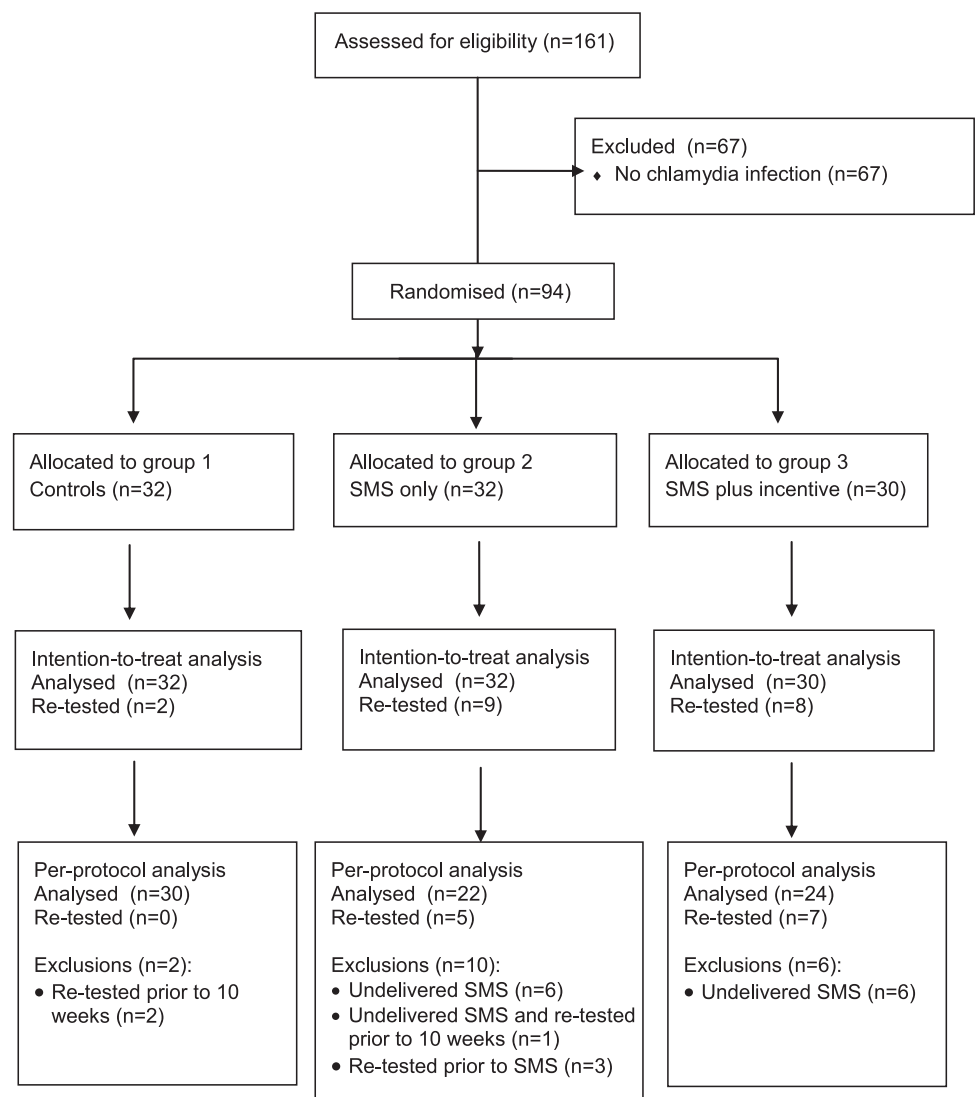 Assessed for eligibility (n=161)
Excluded (n=67)
♦ No chlamydia infection (n=67)
Randomised (n=94)
Allocated to group 1
Controls (n=32)
Allocated to group 2
SMS only (n=32)
Allocated to group 3
SMS plus incentive (n=30)
Intention-to-treat analysis
Analysed (n=32)
Re-tested (n=2)
Intention-to-treat analysis
Analysed (n=32)
Re-tested (n=9)
Intention-to-treat analysis
Analysed (n=30)
Re-tested (n=8)
Per-protocol analysis
Analysed (n=30)
Re-tested (n=0)
Exclusions (n=2):
• Re-tested prior to 10
weeks (n=2)
Per-protocol analysis
Analysed (n=22)
Re-tested (n=5)
Exclusions (n=10):
• Undelivered SMS (n=6)
• Undelivered SMS and re-tested
prior to 10 weeks (n=1)
• Re-tested prior to SMS (n=3)
Per-protocol analysis
Analysed (n=24)
Re-tested (n=7)
Exclusions (n=6):
• Undelivered SMS (n=6)